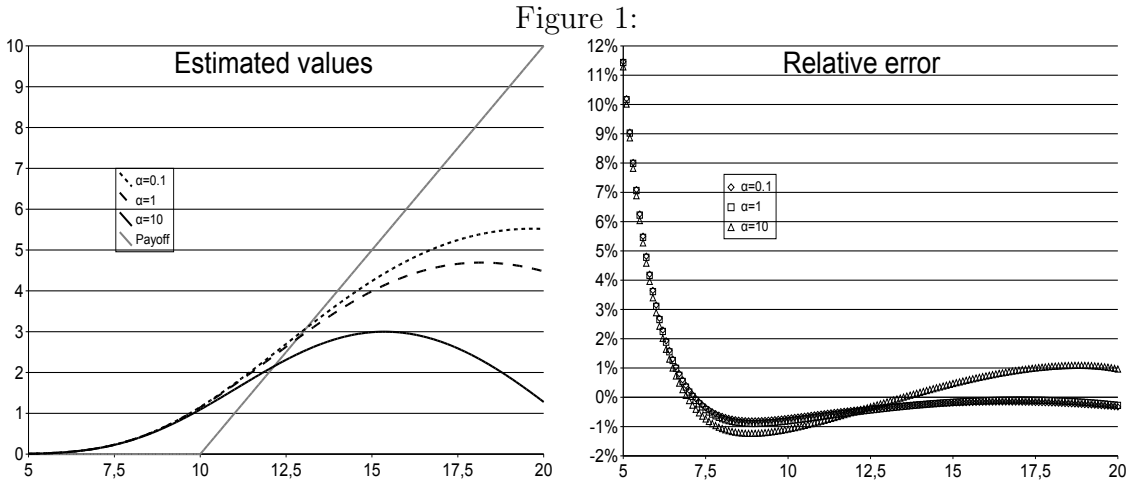 Figure 1:
Estimated values
10
9
8
7
6
5
4
3
2
1
0
α=0.1
α=1
α=10
Payoff
5 7,5 10 12,5 15 17,5 20
Relative error
12%
11%
10%
9%
8%
7%
6%
5%
4%
3%
2%
1%
0%
-1%
-2%
α=0.1
α=1
α=10
5 7,5 10 12,5 15 17,5 20